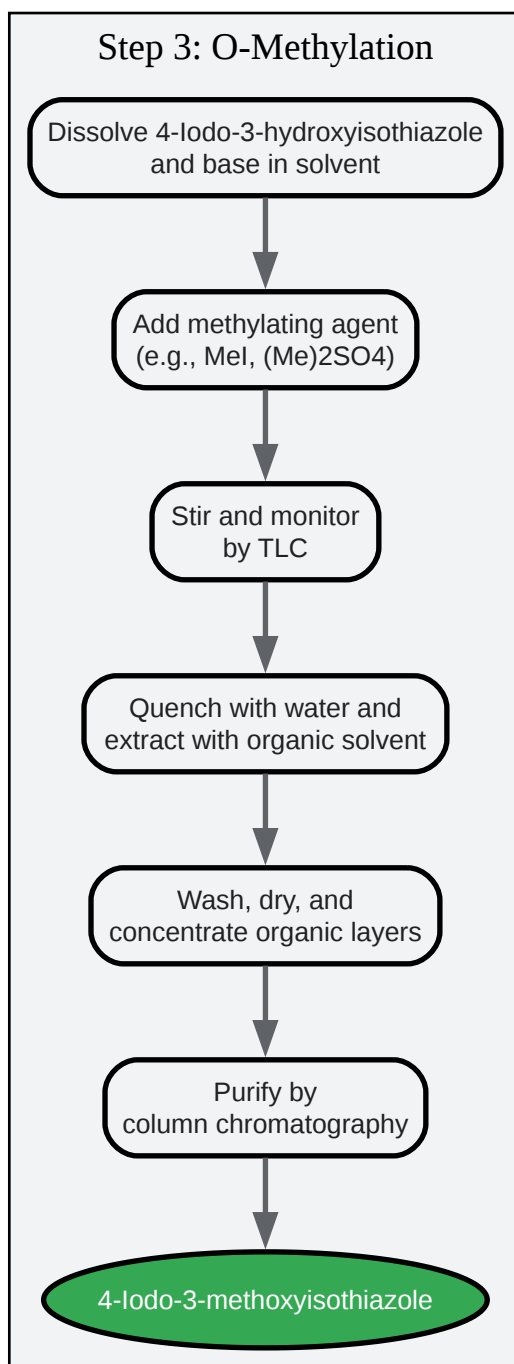 Step 3: O-Methylation
Dissolve 4-Iodo-3-hydroxyisothiazole
and base in solvent
Add methylating agent
(e.g., MeI, (Me)2SO4)
Stir and monitor
by TLC
Quench with water and
extract with organic solvent
Wash, dry, and
concentrate organic layers
Purify by
column chromatography
4-Iodo-3-methoxyisothiazole